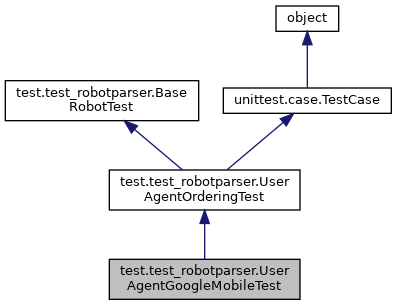 object
test.test_robotparser.Base
RobotTest
unittest.case.TestCase
test.test_robotparser.User
AgentOrderingTest
test.test_robotparser.User
AgentGoogleMobileTest